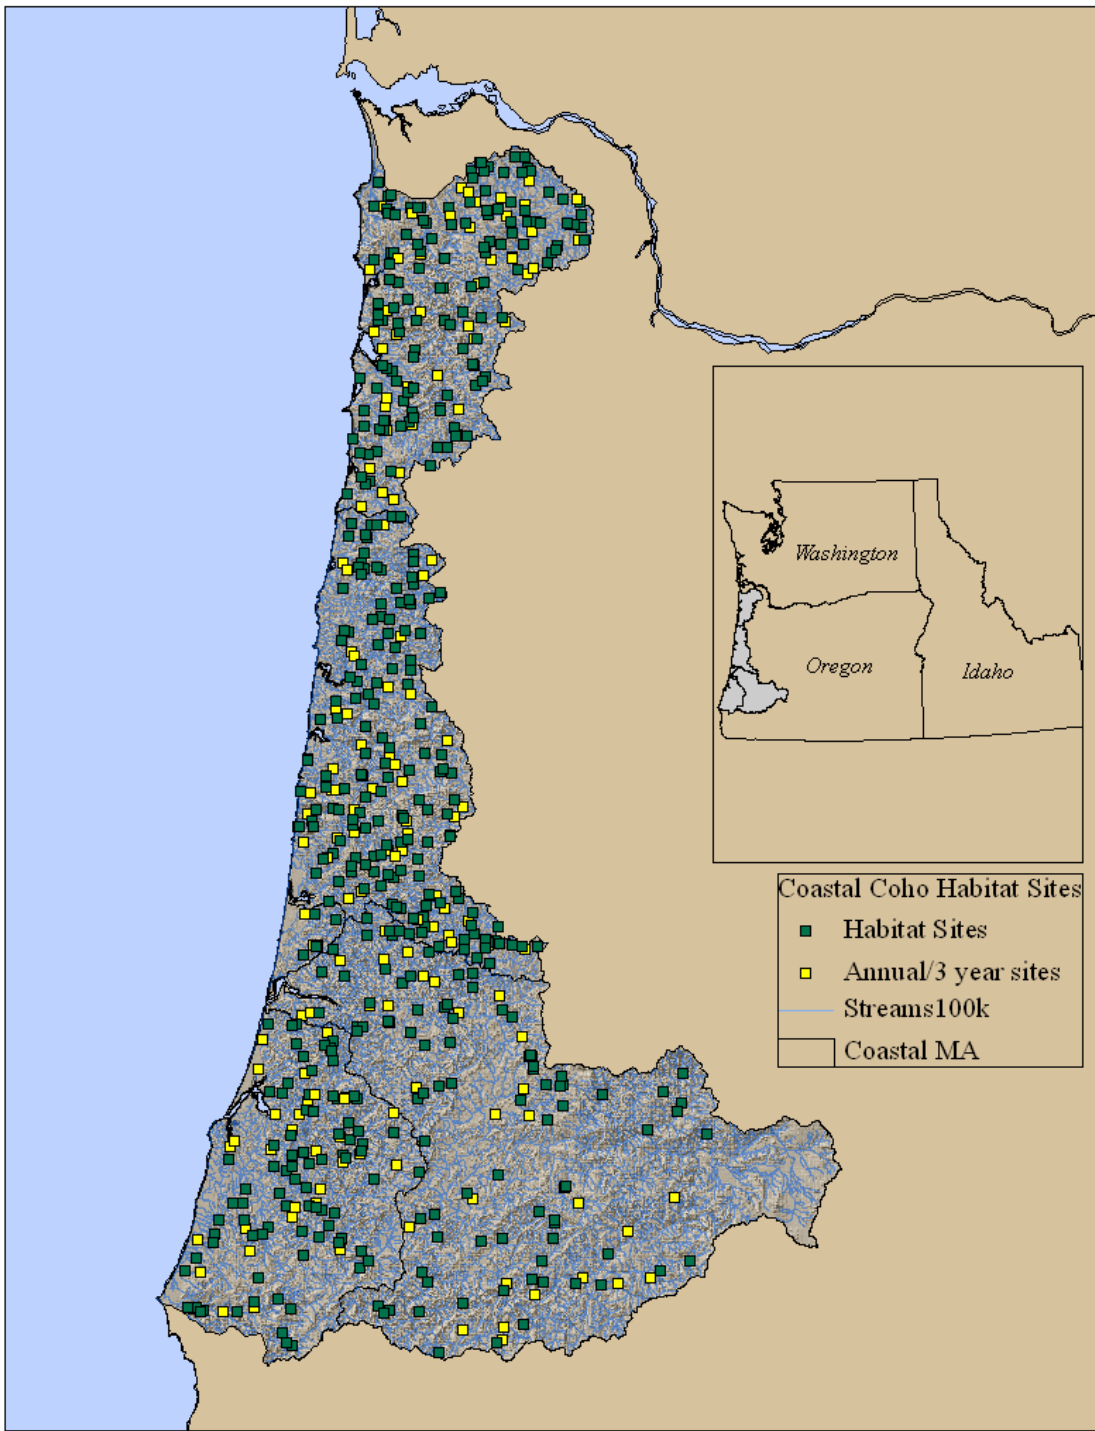 Washington
Oregon
Idaho
Coastal Coho Habitat Sites
Habitat Sites
Annual/3 year sites
Streams100k
Coastal MA